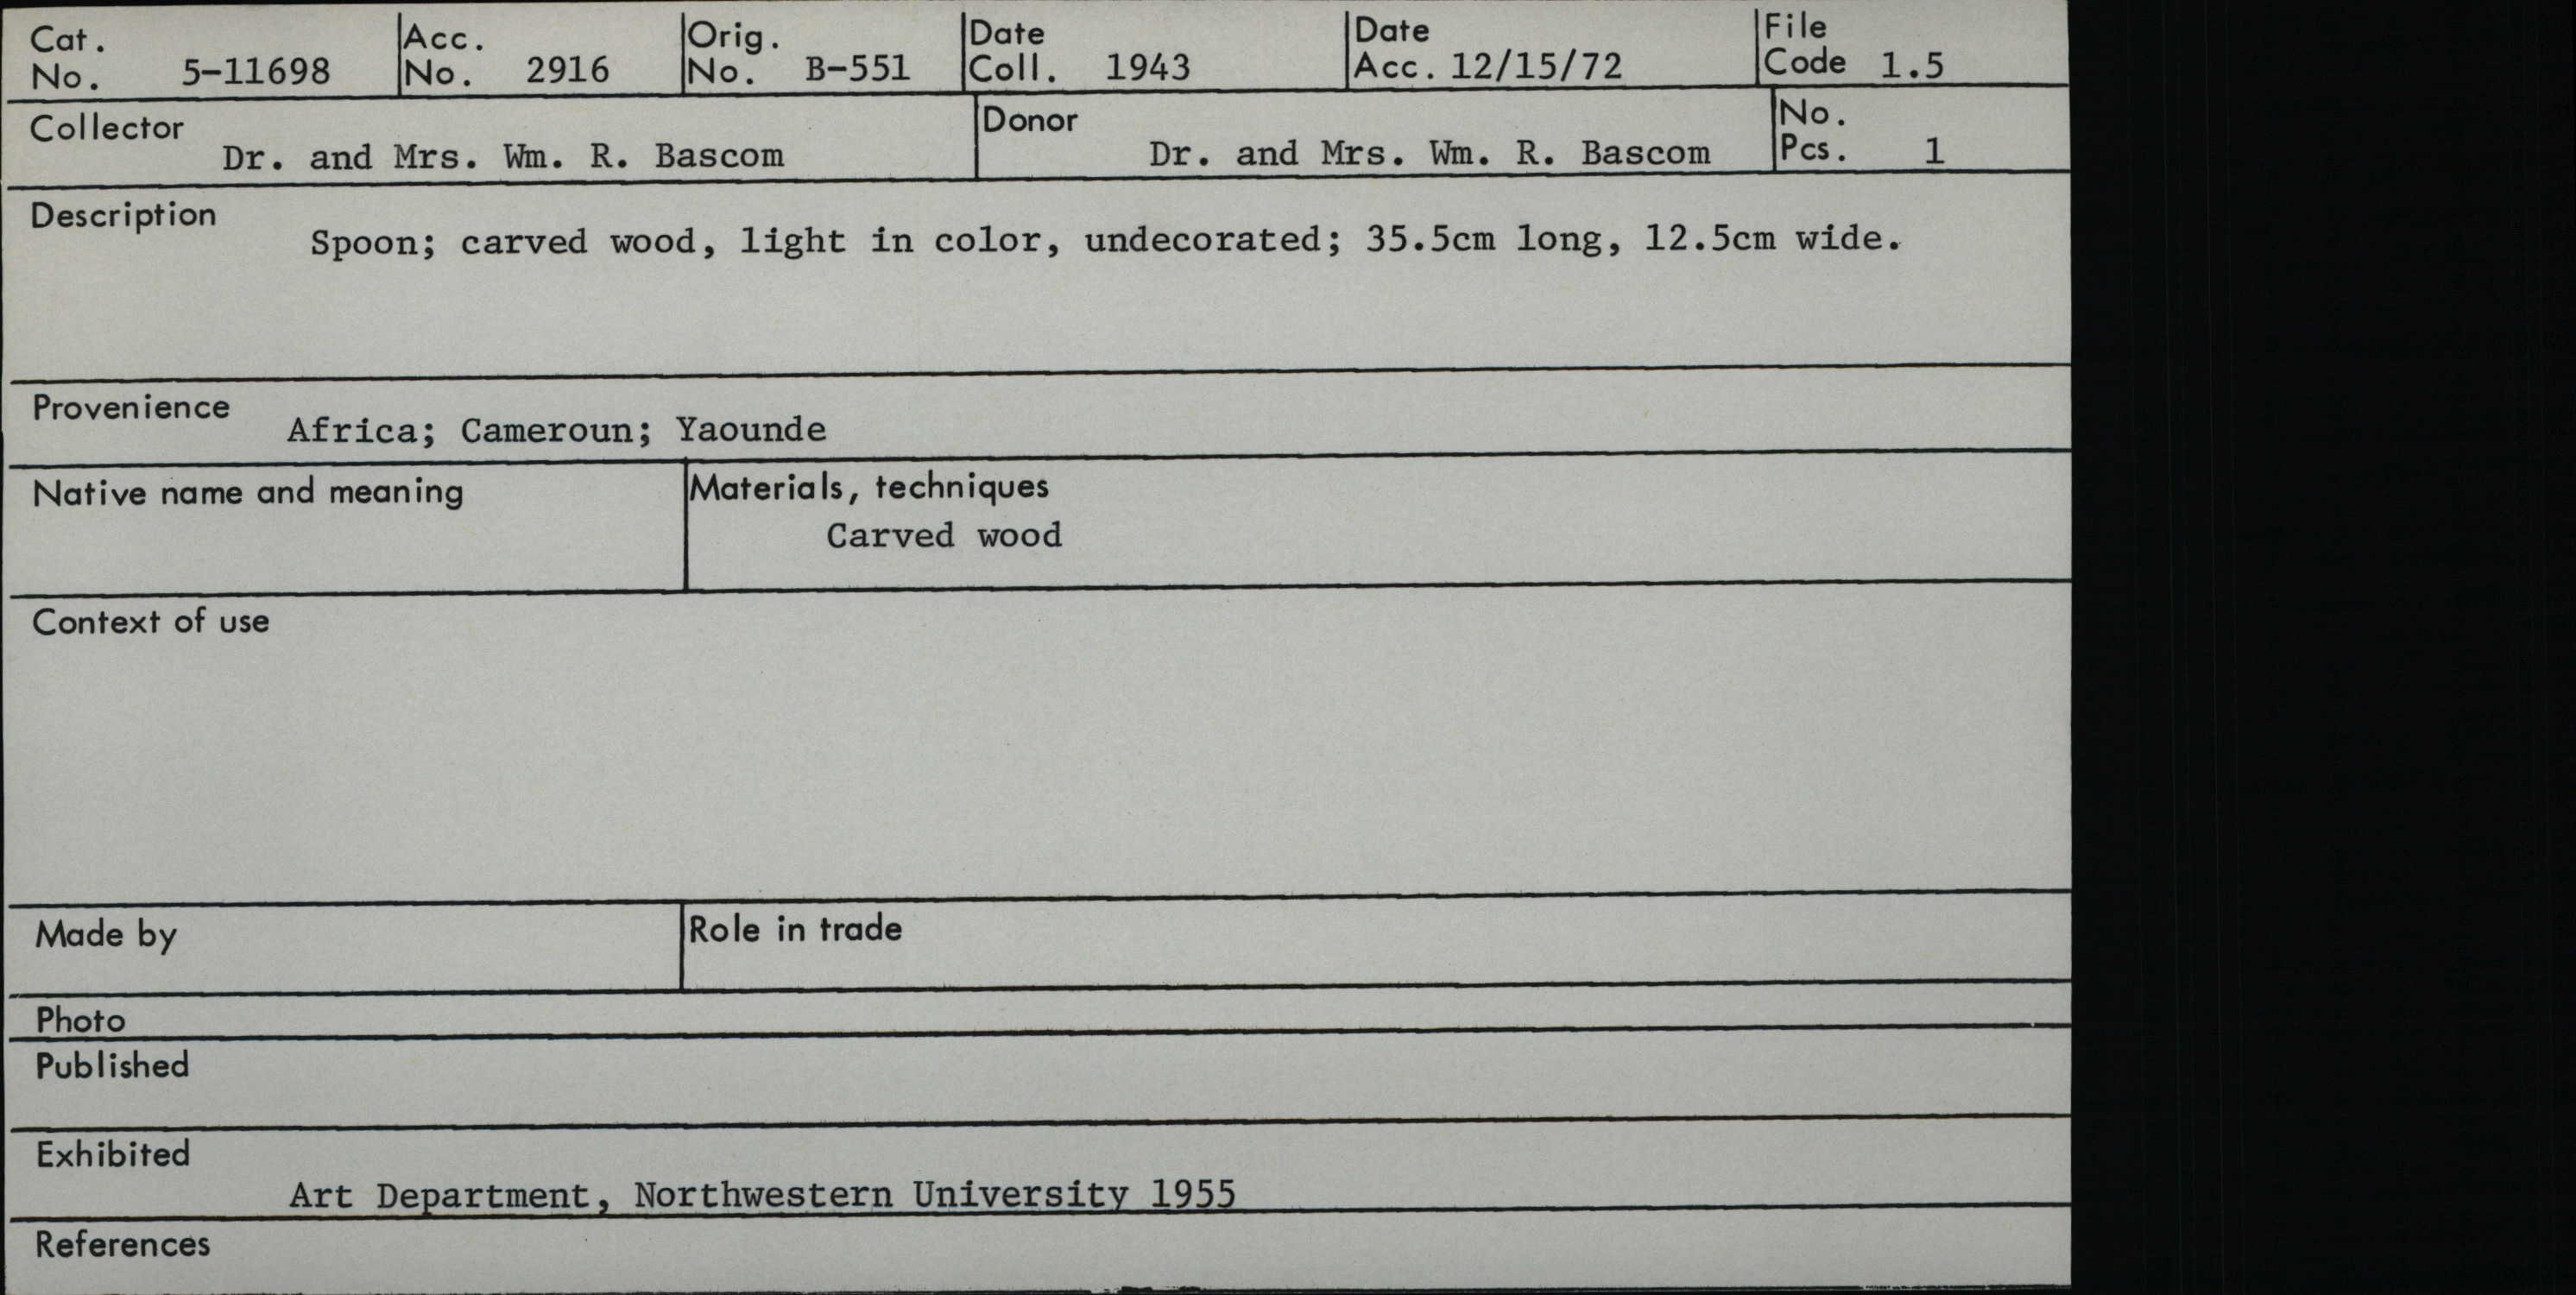 Cat. No. 5-11698 Acc. No. 2916 Orig. No. B-551 Date Coll. 1943 Date Acc. 12/15/72 File Code 1.5
Collector Dr. and Mrs. Wm. R. Bascom Donor Dr. and Mrs. Wm. R. Bascom No. Pcs. 1
Description
Spoon; carved wood, light in color, undecorated; 35.5cm long, 12.5cm wide.
Provenience
Africa; Cameroun; Yaounde
Native name and meaning
Materials, techniques
Carved wood
Context of use
Made by
Role in trade
Photo
Published
Exhibited
Art Department, Northwestern University 1955
References